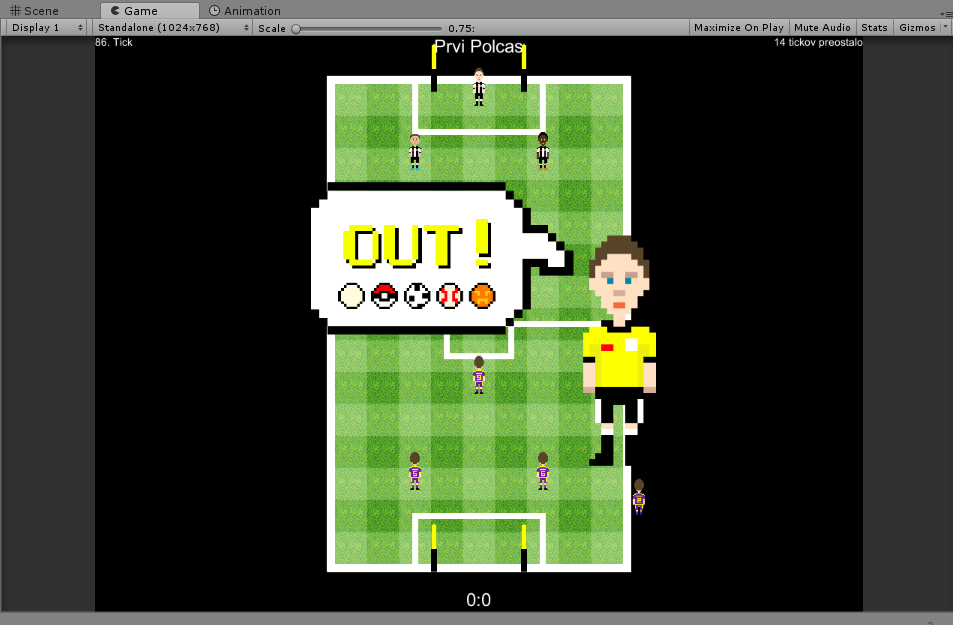 Scene Game Animation
Display 1 Standalone (1024x768) Scale 0.75: Maximize On Play Mute Audio Stats Gizmos
86. Tick Prvi Polcas 14 tickov preostalo
OUT!
0:0